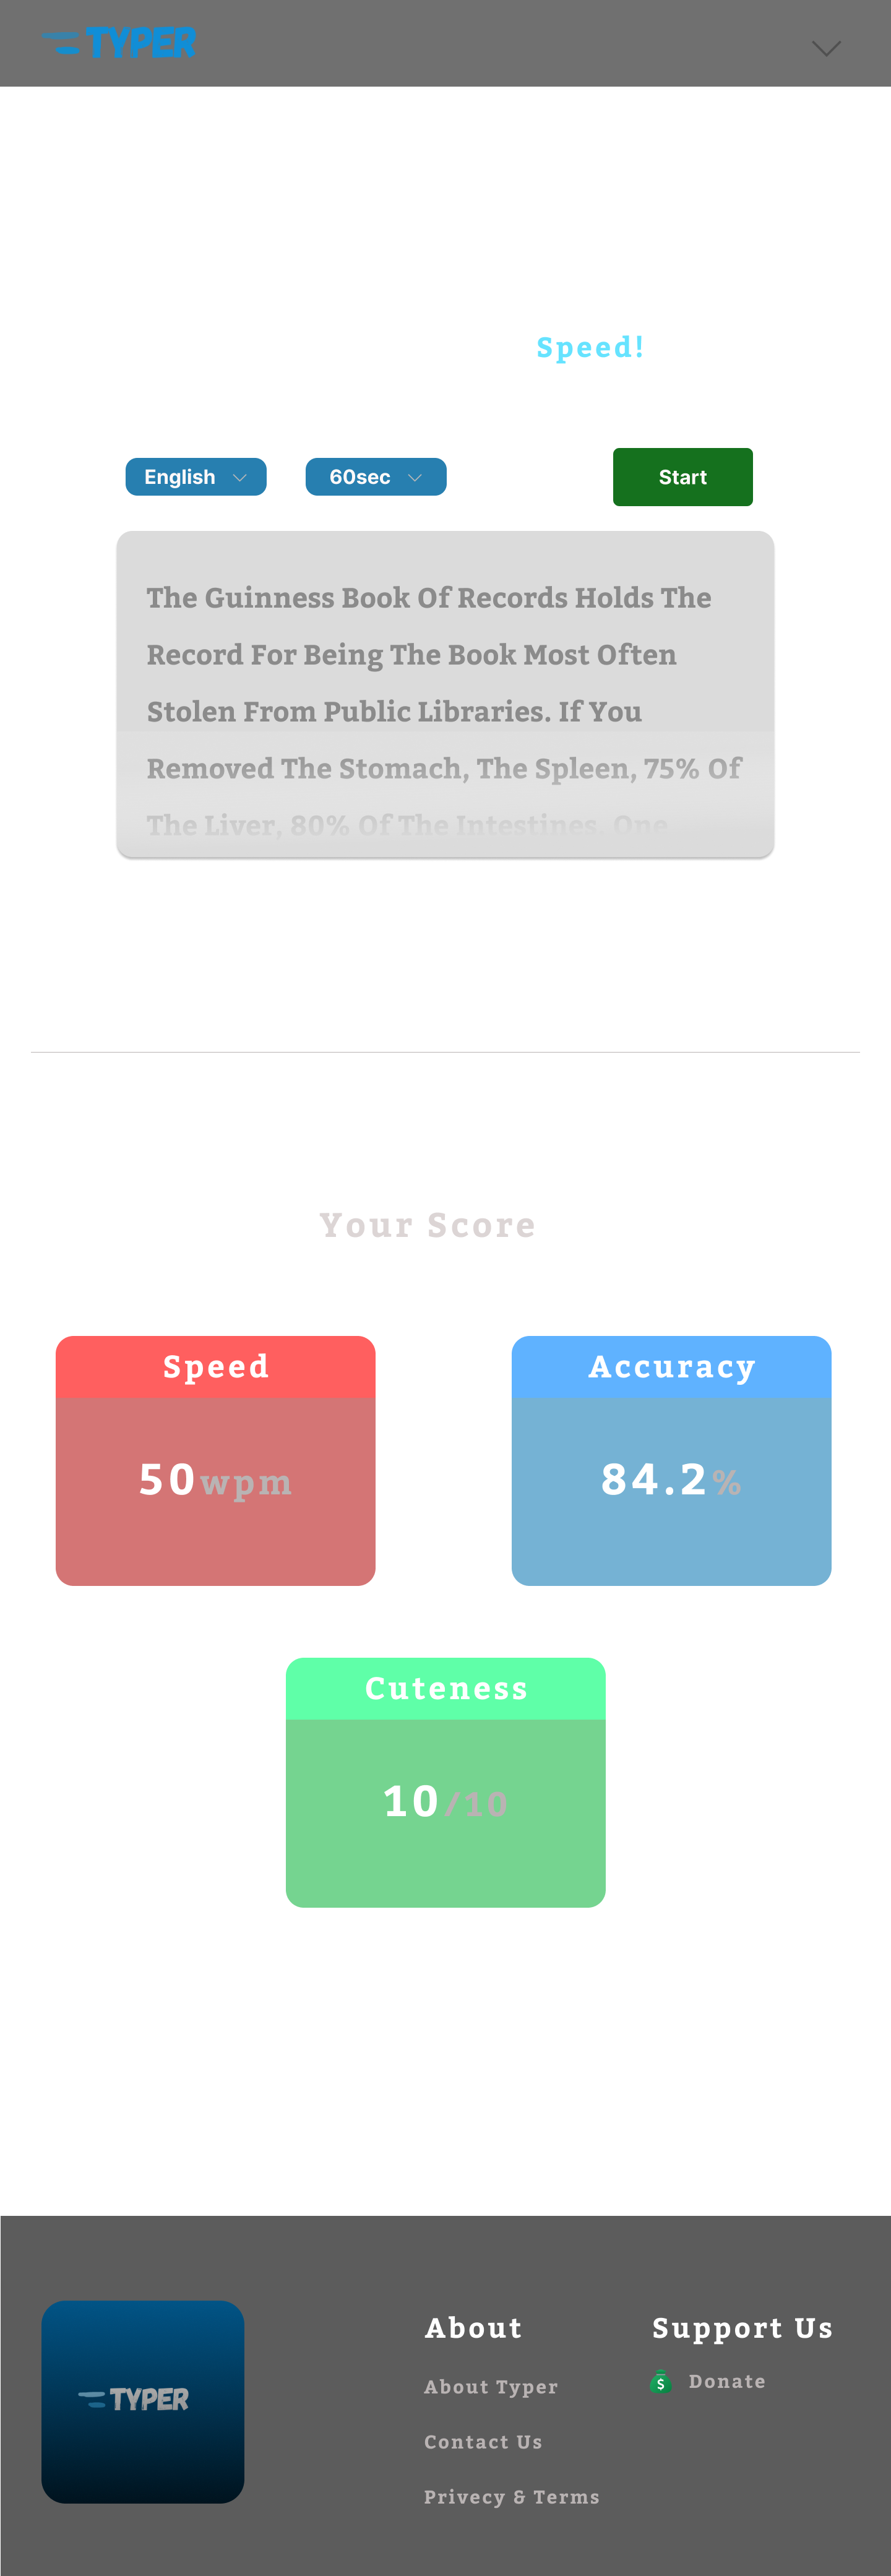 TYPER
Speed!
English
60sec
Start
The Guinness Book Of Records Holds The
Record For Being The Book Most Often
Stolen From Public Libraries. If You
Removed The Stomach, The Spleen, 75% Of
The Liver, 80% Of The Intestines, One
Your Score
Speed
50wpm
Accuracy
84.2%
Cuteness
10/10
TYPER
About
About Typer
Contact Us
Privecy & Terms
Support Us
$ Donate